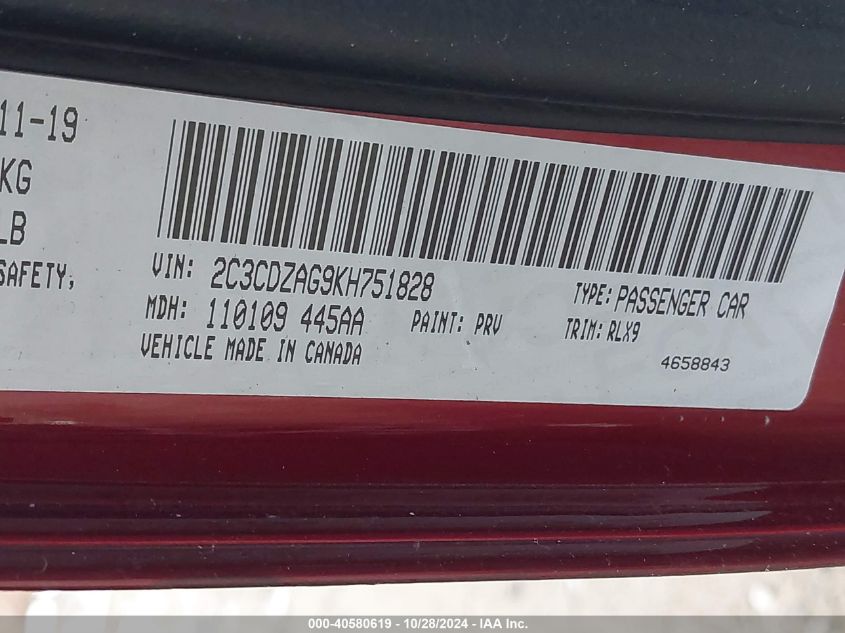 11-19
KG
LB
SAFETY,
VIN: 2C3CDZAG9KH751828
TYPE: PASSENGER CAR
MDH: 110109 445AA
PAINT: PRV
TRIM: RLX9
VEHICLE MADE IN CANADA
4658843
000-40580619 - 10/28/2024 - IAA Inc.